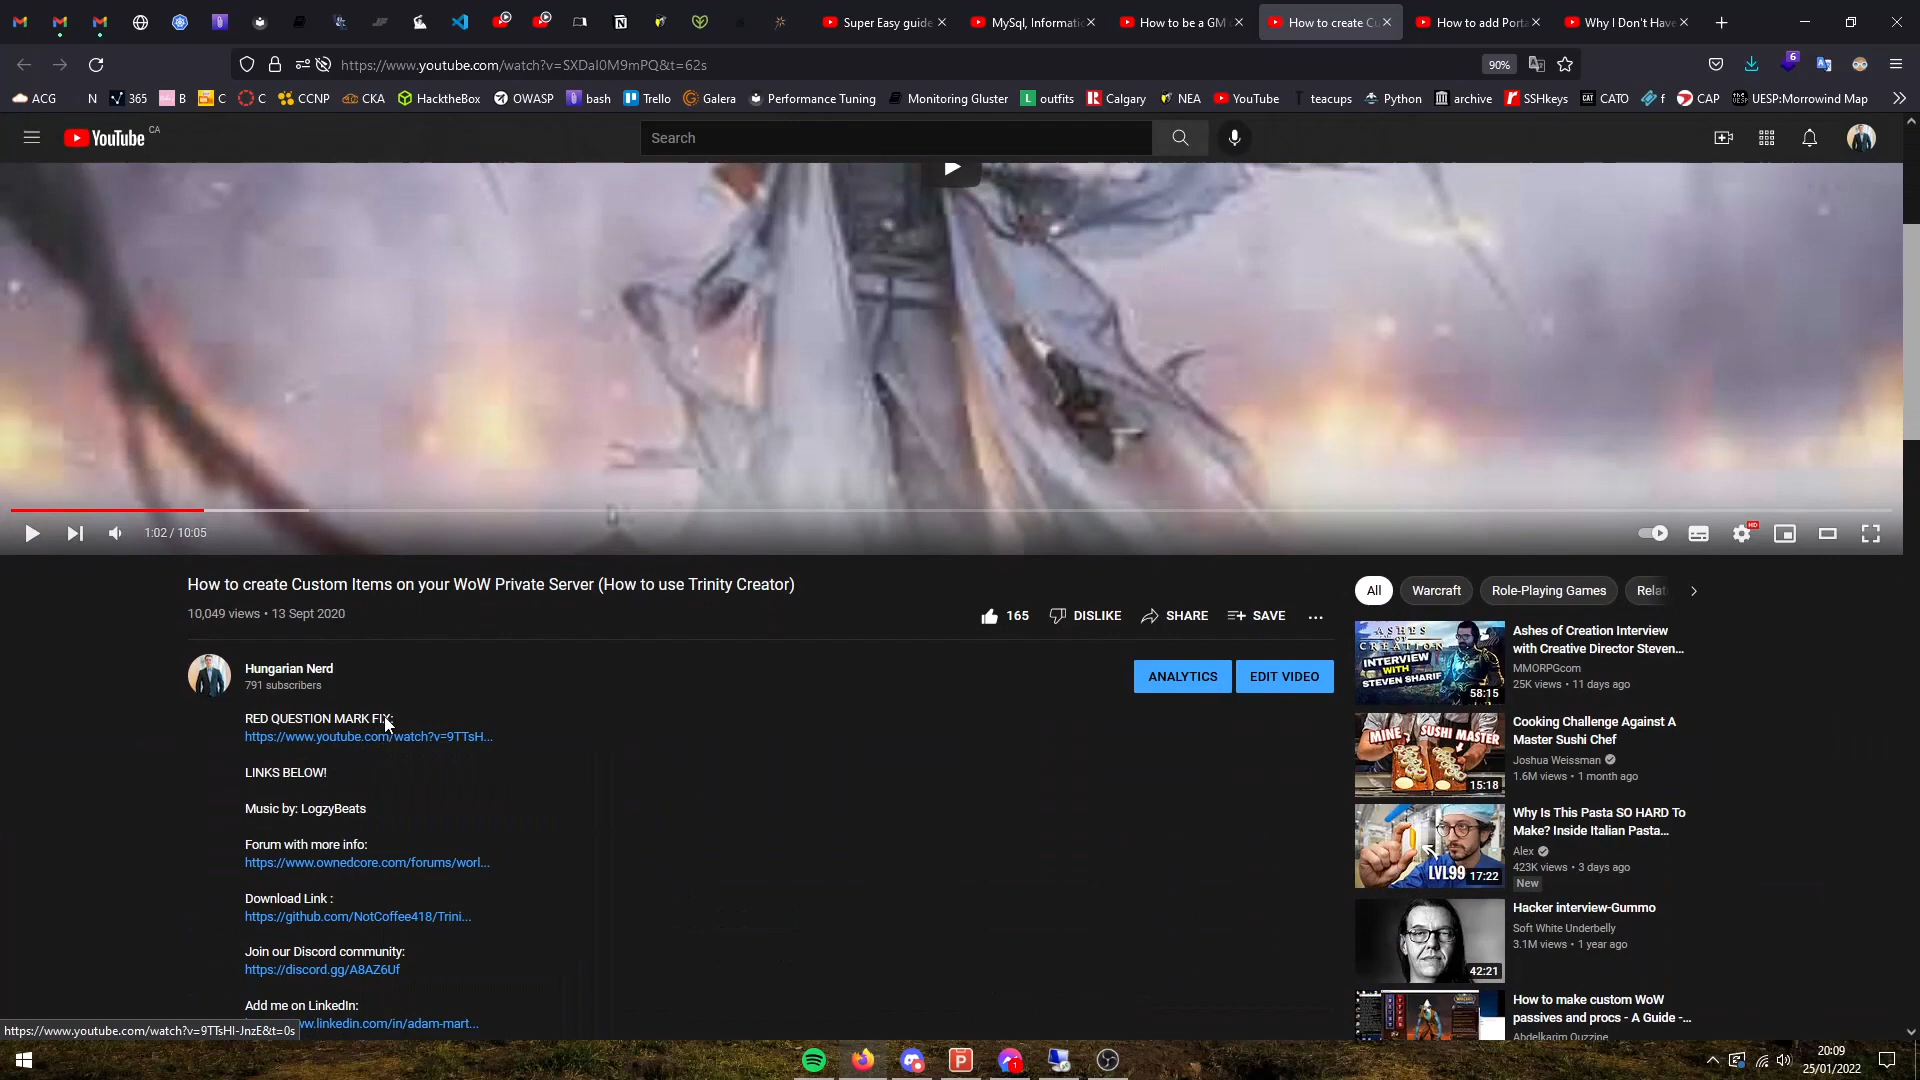 Super Easy guide
MySql, Informatic
How to be a GM
How to create Cu
How to add Porta
Why I Don't Have
https://www.youtube.com/watch?v=SXDaI0M9mPQ&t=62s
90%
6
ACG
N
365
B
C
C
CCNP
CKA
HacktheBox
OWASP
bash
Trello
Galera
Performance Tuning
Monitoring Gluster
outfits
Calgary
NEA
YouTube
teacups
Python
archive
SSHkeys
CATO
f
CAP
UESP:Morrowind Map
YouTube CA
Search
1:02 / 10:05
HD
How to create Custom Items on your WoW Private Server (How to use Trinity Creator)
10,049 views • 13 Sept 2020
165
DISLIKE
SHARE
SAVE
Hungarian Nerd
791 subscribers
ANALYTICS
EDIT VIDEO
RED QUESTION MARK FIX:
https://www.youtube.com/watch?v=9TTsH...
LINKS BELOW!
Music by: LogzyBeats
Forum with more info:
https://www.ownedcore.com/forums/worl...
Download Link :
https://github.com/NotCoffee418/Trini...
Join our Discord community:
https://discord.gg/A8AZ6Uf
Add me on LinkedIn:
ww.linkedin.com/in/adam-mart...
https://www.youtube.com/watch?v=9TTsHI-JnzE&t=0s
All
Warcraft
Role-Playing Games
Relat
ASHES OF CREATION
INTERVIEW WITH STEVEN SHARIF
58:15
Ashes of Creation Interview
with Creative Director Steven...
MMORPGcom
25K views • 11 days ago
MINE
SUSHI MASTER
15:18
Cooking Challenge Against A
Master Sushi Chef
Joshua Weissman
1.6M views • 1 month ago
LVL99
17:22
Why Is This Pasta SO HARD To
Make? Inside Italian Pasta...
Alex
423K views • 3 days ago
New
42:21
Hacker interview-Gummo
Soft White Underbelly
3.1M views • 1 year ago
How to make custom WoW
passives and procs - A Guide -...
Abdelkarim Ouzzine
1
20:09
25/01/2022